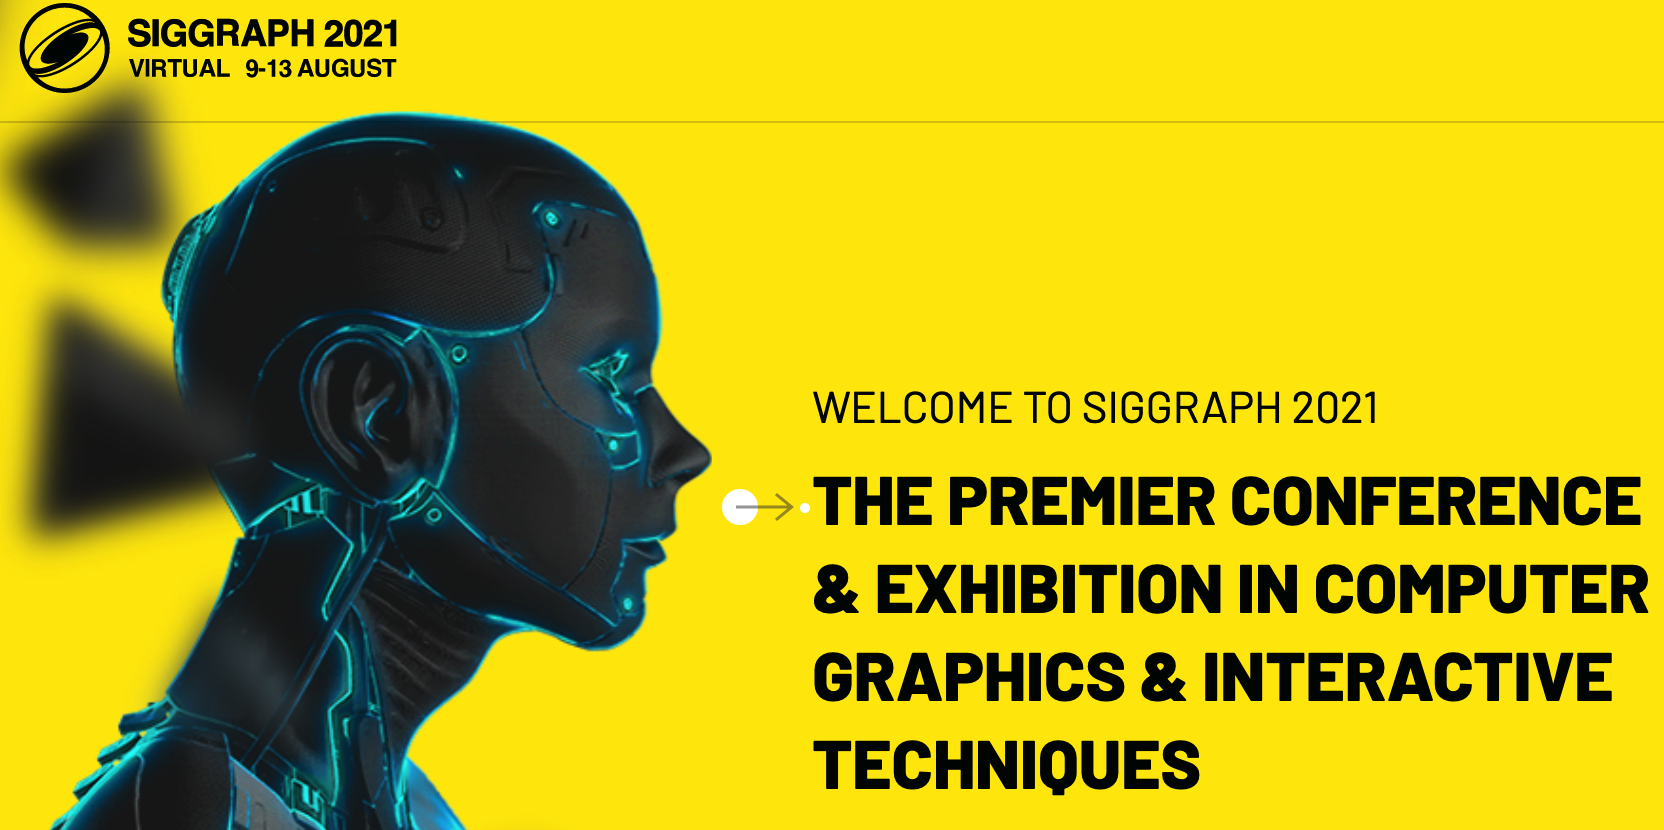 SIGGRAPH 2021
VIRTUAL 9-13 AUGUST
WELCOME TO SIGGRAPH 2021
THE PREMIER CONFERENCE
& EXHIBITION IN COMPUTER
GRAPHICS & INTERACTIVE
TECHNIQUES